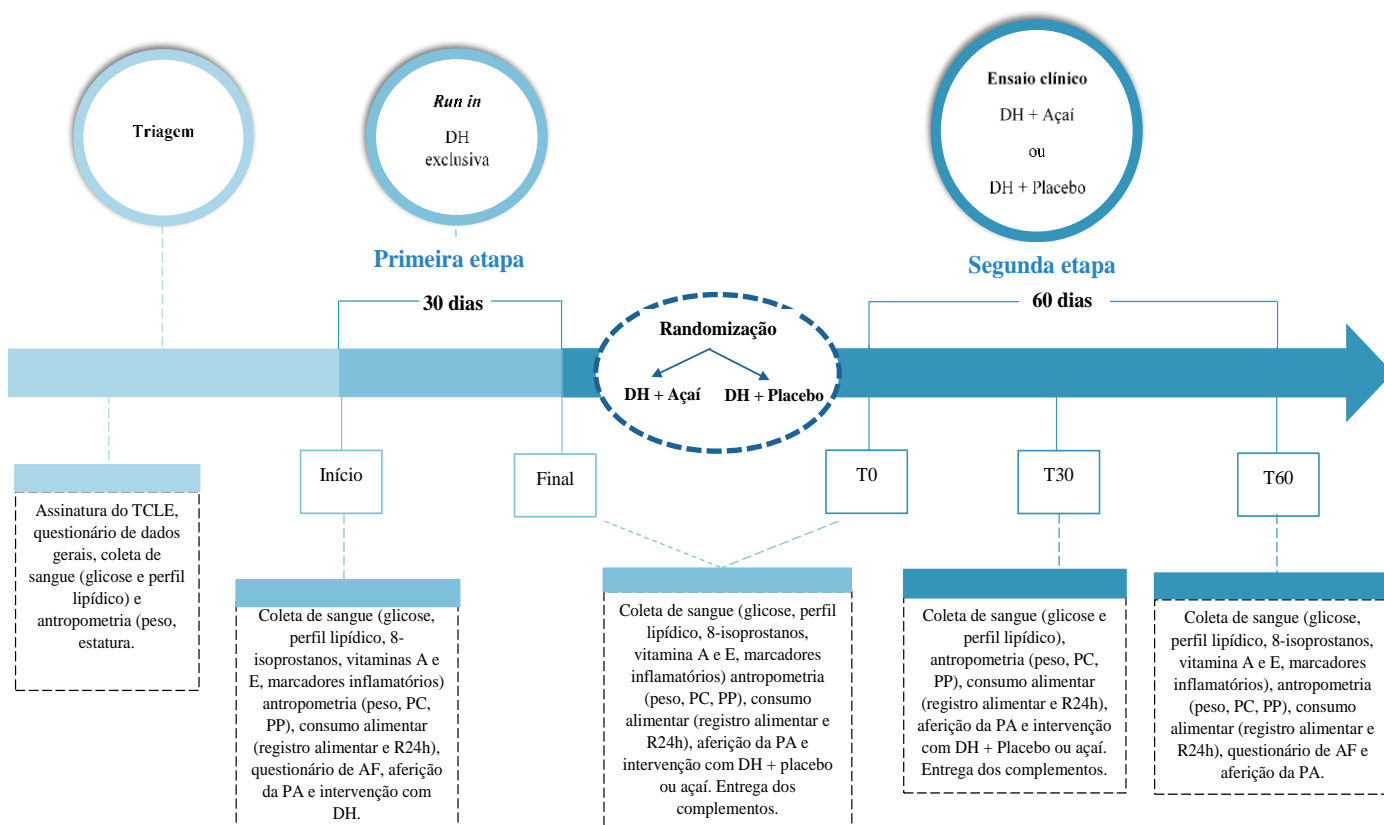 Triagem
Run in
DH
exclusiva
Ensaio clínico
DH + Açaí
ou
DH + Placebo
Primeira etapa
30 dias
Segunda etapa
60 dias
Randomização
DH + Açaí
DH + Placebo
Início
Final
T0
T30
T60
Assinatura do TCLE,
questionário de dados
gerais, coleta de
sangue (glicose e perfil
lipídico) e
antropometria (peso,
estatura.
Coleta de sangue (glicose,
perfil lipídico, 8-
isoprostanos, vitaminas A e
E, marcadores inflamatórios)
antropometria (peso, PC,
PP), consumo alimentar
(registro alimentar e R24h),
questionário de AF, aferição
da PA e intervenção com
DH.
Coleta de sangue (glicose, perfil
lipídico, 8-isoprostanos,
vitamina A e E, marcadores
inflamatórios) antropometria
(peso, PC, PP), consumo
alimentar (registro alimentar e
R24h), aferição da PA e
intervenção com DH + placebo
ou açaí. Entrega dos
complementos.
Coleta de sangue (glicose e
perfil lipídico),
antropometria (peso, PC,
PP), consumo alimentar
(registro alimentar e R24h),
aferição da PA e intervenção
com DH + Placebo ou açaí.
Entrega dos complementos.
Coleta de sangue (glicose,
perfil lipídico, 8-isoprostanos,
vitamina A e E, marcadores
inflamatórios), antropometria
(peso, PC, PP), consumo
alimentar (registro alimentar e
R24h), questionário de AF e
aferição da PA.